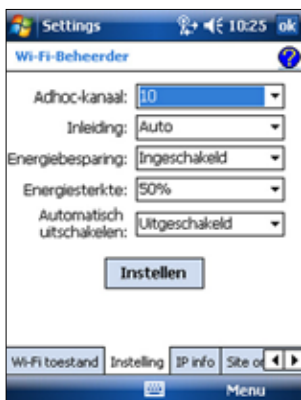 Settings 10:25 ok
Wi-Fi-Beheerder
Adhoc-kanaal: 10
Inleiding: Auto
Energiebesparing: Ingeschakeld
Energiesterkte: 50%
Automatisch
uitschakelen: Uitgeschakeld
Instellen
Wi-Fi toestand Instelling IP info Site
Menu